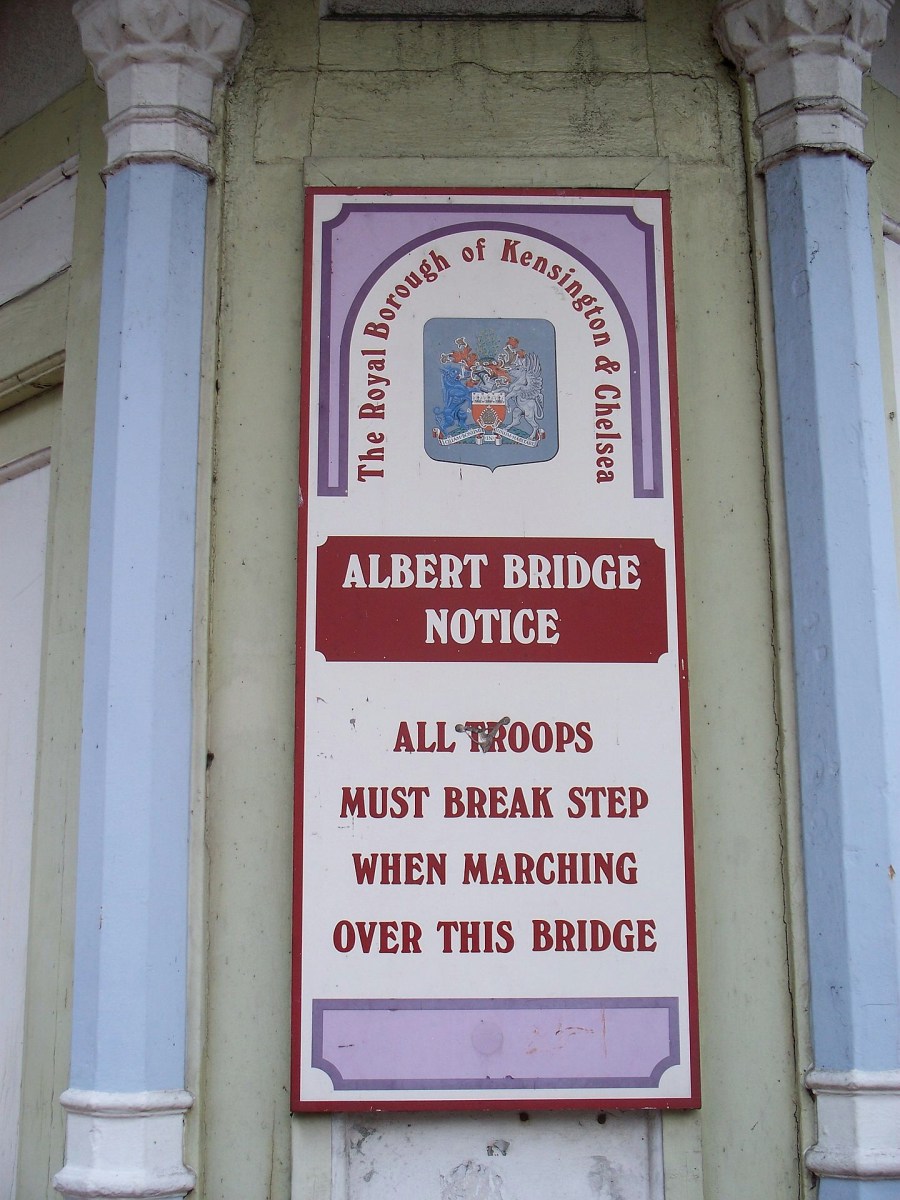 The Royal Borough of Kensington & Chelsea
ALBERT BRIDGE
NOTICE
ALL TROOPS
MUST BREAK STEP
WHEN MARCHING
OVER THIS BRIDGE